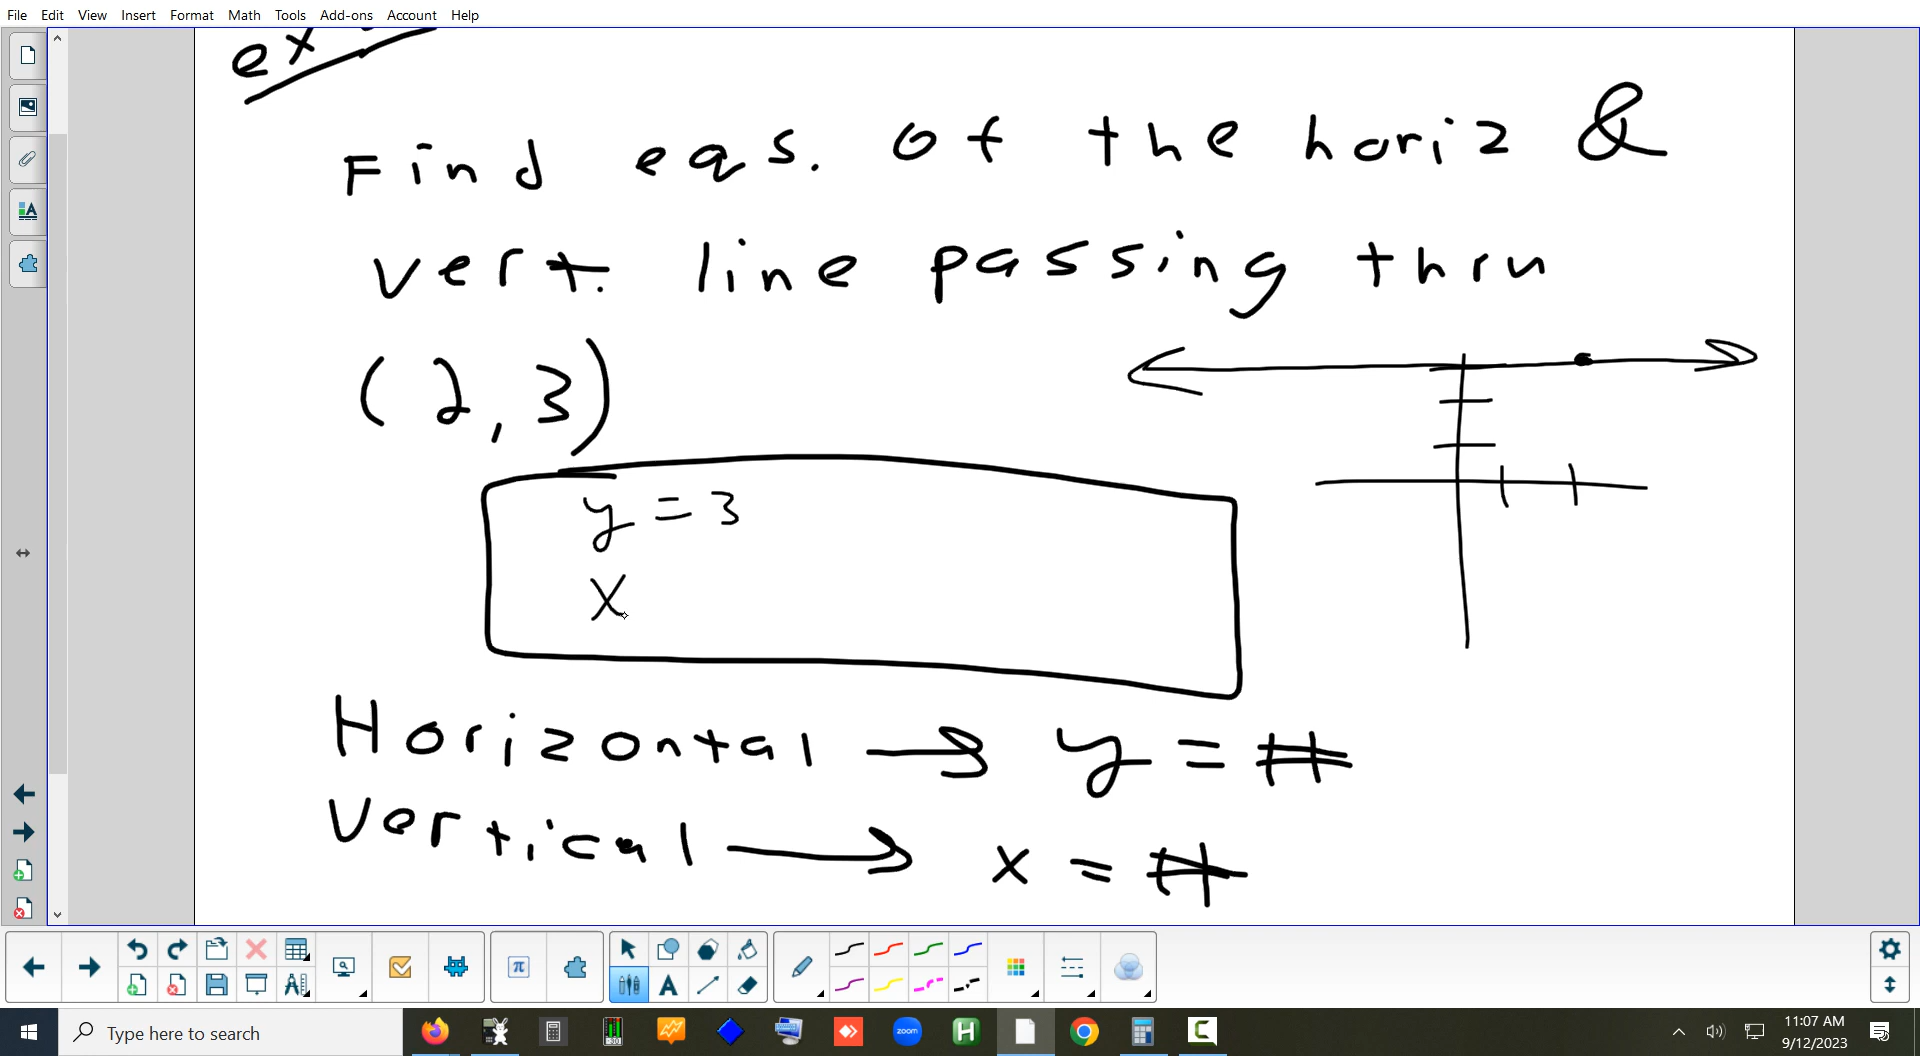 File Edit View Insert Format Math Tools Add-ons Account Help
ex
Find eqs. of the horiz &
vert. line passing thru
(2, 3)
y = 3
x
Horizontal → y = #
Vertical → x = #
π
A
Type here to search
zoom
H
C
11:07 AM
9/12/2023